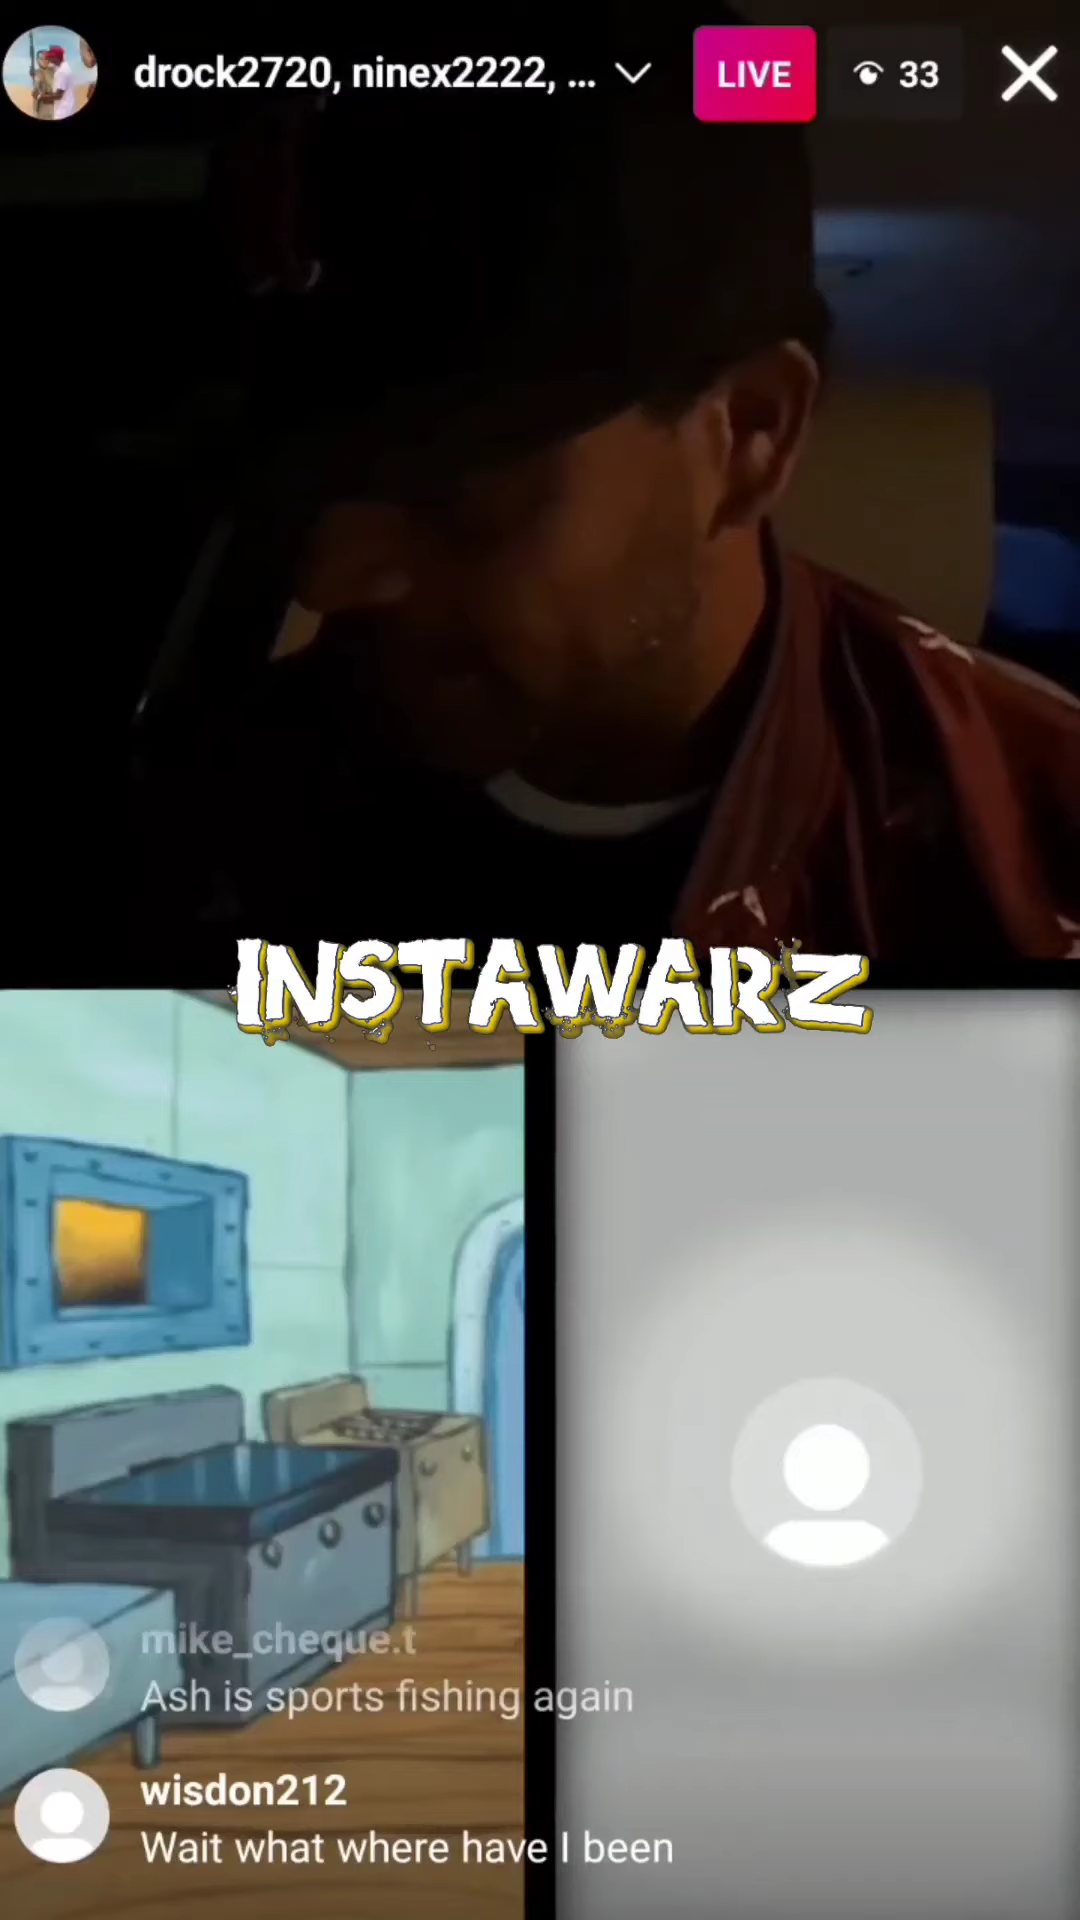 drock2720, ninex2222, ...
LIVE
33
INSTAWARZ
mike_cheque.t
Ash is sports fishing again
wisdon212
Wait what where have I been